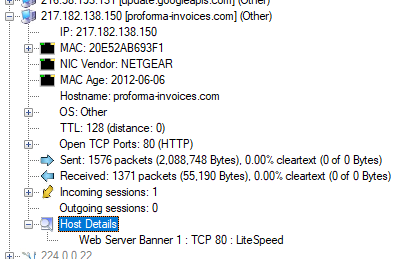 216.58.193.131 [update.googleapis.com] (Other)
217.182.138.150 [proforma-invoices.com] (Other)
IP: 217.182.138.150
MAC: 20E52AB693F1
NIC Vendor: NETGEAR
MAC Age: 2012-06-06
Hostname: proforma-invoices.com
OS: Other
TTL: 128 (distance: 0)
Open TCP Ports: 80 (HTTP)
Sent: 1576 packets (2,088,748 Bytes), 0.00% cleartext (0 of 0 Bytes)
Received: 1371 packets (55,190 Bytes), 0.00% cleartext (0 of 0 Bytes)
Incoming sessions: 1
Outgoing sessions: 0
Host Details
Web Server Banner 1 : TCP 80 : LiteSpeed
224.0.0.22